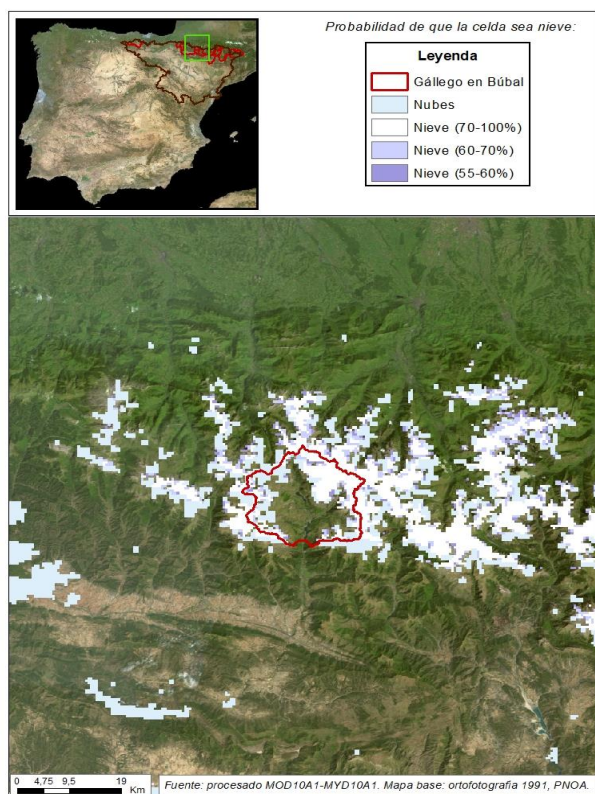 Probabilidad de que la celda sea nieve:
Leyenda
Gállego en Búbal
Nubes
Nieve (70-100%)
Nieve (60-70%)
Nieve (55-60%)
0 4,75 9,5 19
Km
Fuente: procesado MOD10A1-MYD10A1. Mapa base: ortofotografia 1991, PNOA.